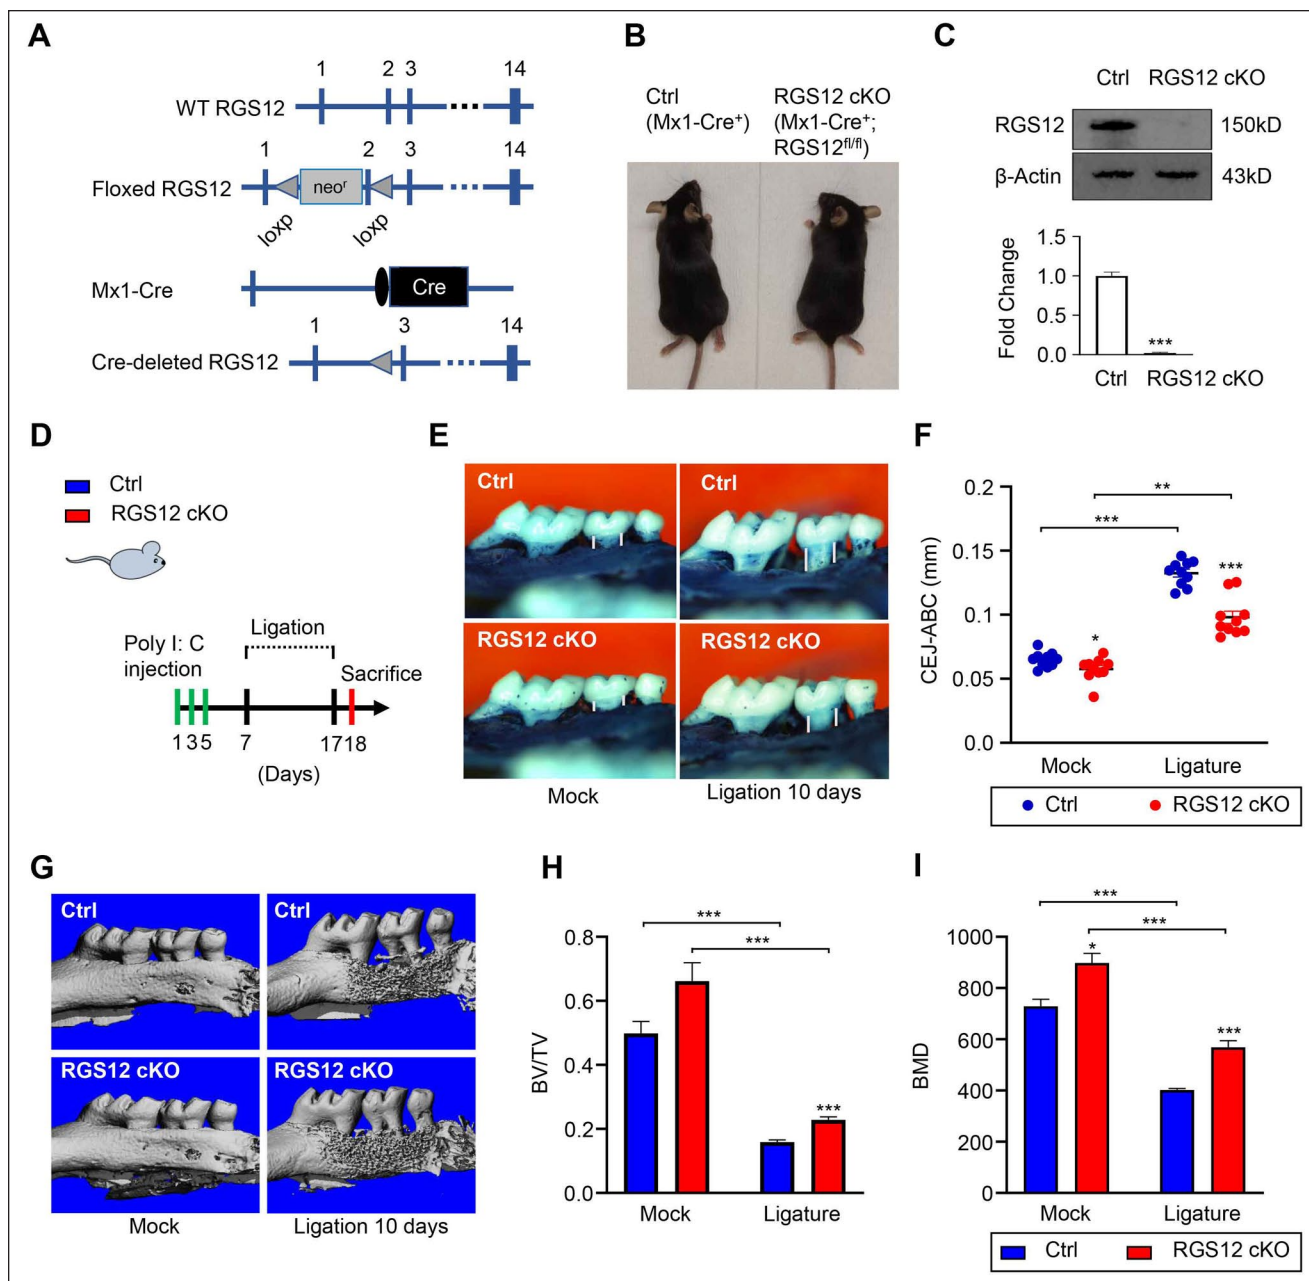 A
1 2 3 14
WT RGS12
1 2 3 14
Floxed RGS12
neoʳ
loxp loxp
Mx1-Cre
Cre
1 3 14
Cre-deleted RGS12
B
Ctrl
(Mx1-Cre⁺)
RGS12 cKO
(Mx1-Cre⁺;
RGS12ᶠˡ/ᶠˡ)
C
Ctrl RGS12 cKO
RGS12 150kD
β-Actin 43kD
Fold Change
1.5
1.0
0.5
0.0
***
Ctrl RGS12 cKO
D
Ctrl
RGS12 cKO
Ligation
Poly I: C
injection
Sacrifice
1 3 5 7 17 18
(Days)
E
Ctrl Ctrl
RGS12 cKO RGS12 cKO
Mock Ligation 10 days
F
CEJ-ABC (mm)
0.2
0.15
0.1
0.05
0.0
**
***
***
*
Mock Ligature
Ctrl RGS12 cKO
G
Ctrl Ctrl
RGS12 cKO RGS12 cKO
Mock Ligation 10 days
H
BV/TV
0.8
0.6
0.4
0.2
0.0
***
***
***
Mock Ligature
I
BMD
1000
800
600
400
200
0
***
***
*
***
Mock Ligature
Ctrl RGS12 cKO